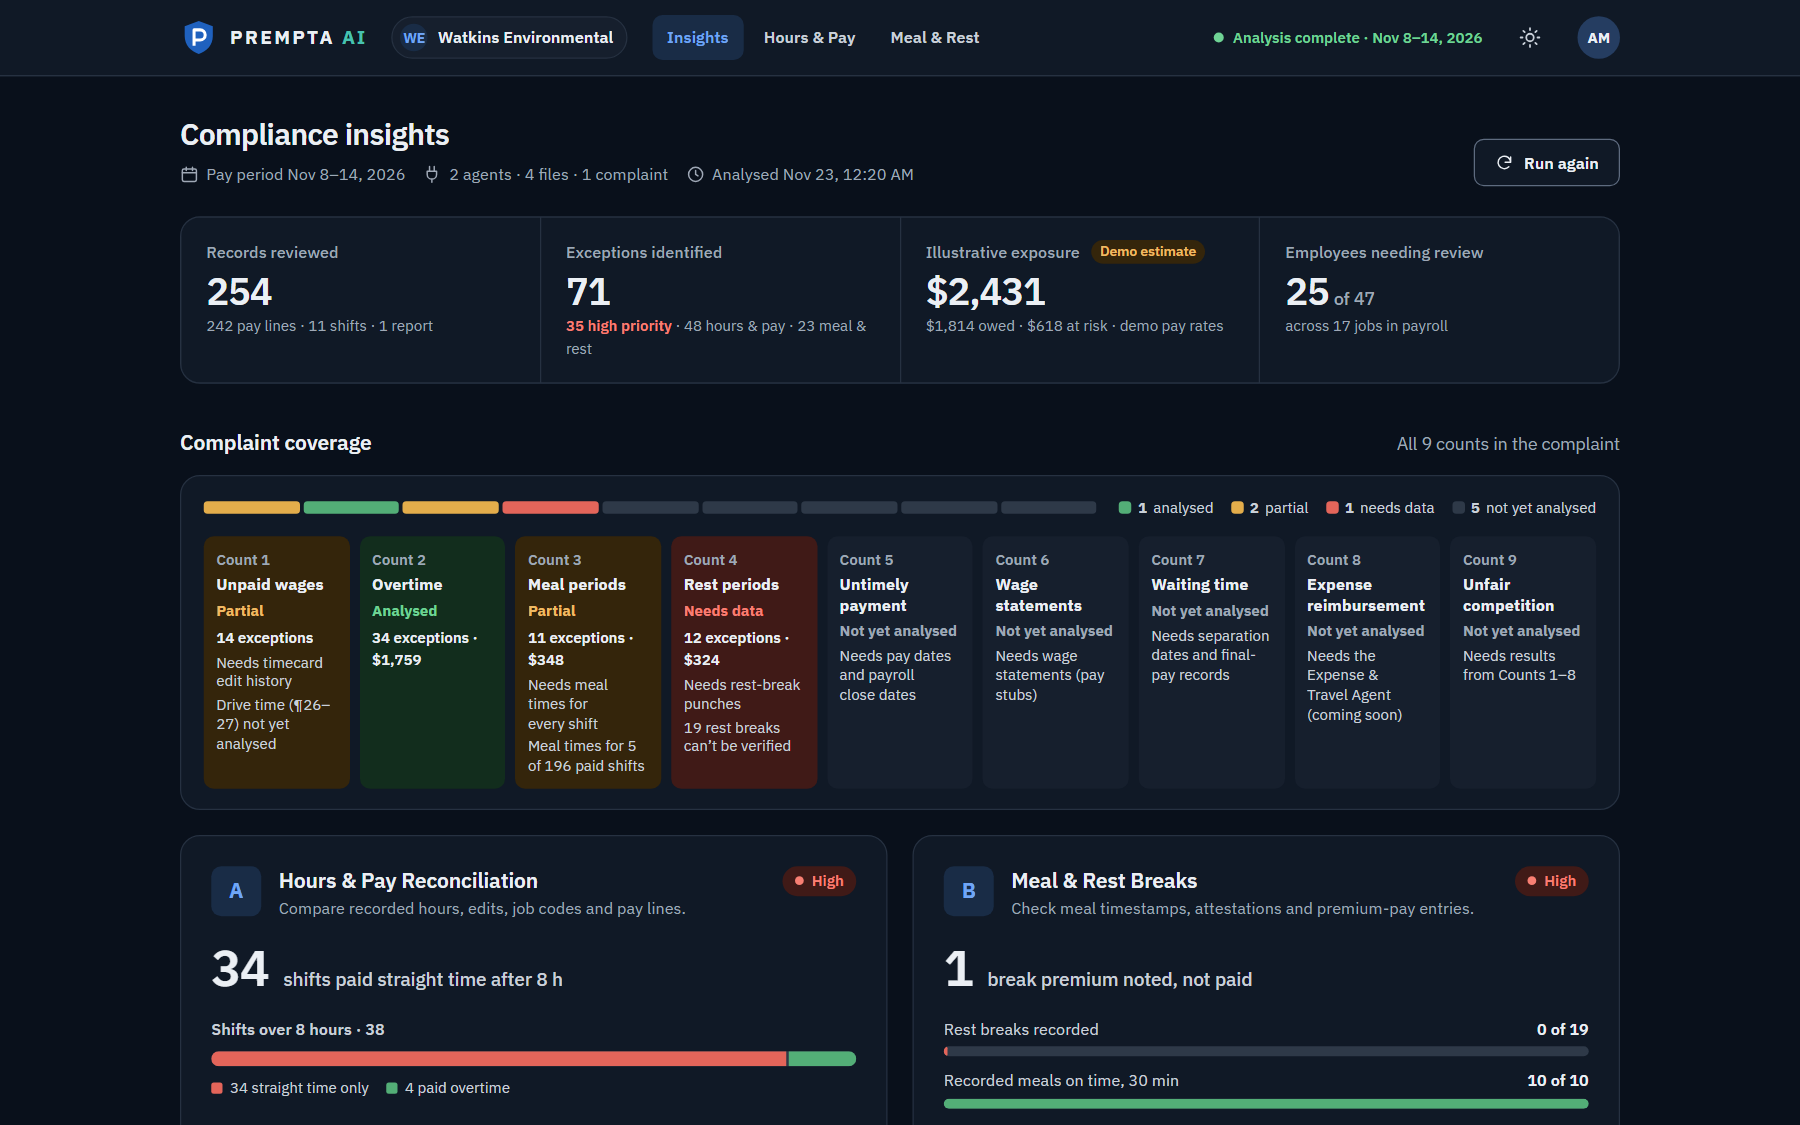 PREMPTA AI
WE Watkins Environmental
Insights
Hours & Pay
Meal & Rest
Analysis complete · Nov 8–14, 2026
AM
Compliance insights
Pay period Nov 8–14, 2026
2 agents · 4 files · 1 complaint
Analysed Nov 23, 12:20 AM
Run again
Records reviewed
254
242 pay lines · 11 shifts · 1 report
Exceptions identified
71
35 high priority · 48 hours & pay · 23 meal &
rest
Illustrative exposure Demo estimate
$2,431
$1,814 owed · $618 at risk · demo pay rates
Employees needing review
25 of 47
across 17 jobs in payroll
Complaint coverage
All 9 counts in the complaint
1 analysed
2 partial
1 needs data
5 not yet analysed
Count 1
Unpaid wages
Partial
14 exceptions
Needs timecard
edit history
Drive time (¶26–
27) not yet
analysed
Count 2
Overtime
Analysed
34 exceptions ·
$1,759
Count 3
Meal periods
Partial
11 exceptions ·
$348
Needs meal
times for
every shift
Meal times for 5
of 196 paid shifts
Count 4
Rest periods
Needs data
12 exceptions ·
$324
Needs rest-break
punches
19 rest breaks
can’t be verified
Count 5
Untimely
payment
Not yet analysed
Needs pay dates
and payroll
close dates
Count 6
Wage
statements
Not yet analysed
Needs wage
statements (pay
stubs)
Count 7
Waiting time
Not yet analysed
Needs separation
dates and final-
pay records
Count 8
Expense
reimbursement
Not yet analysed
Needs the
Expense &
Travel Agent
(coming soon)
Count 9
Unfair
competition
Not yet analysed
Needs results
from Counts 1–8
A
Hours & Pay Reconciliation
High
Compare recorded hours, edits, job codes and pay lines.
34 shifts paid straight time after 8 h
Shifts over 8 hours · 38
34 straight time only
4 paid overtime
B
Meal & Rest Breaks
High
Check meal timestamps, attestations and premium-pay entries.
1 break premium noted, not paid
Rest breaks recorded
0 of 19
Recorded meals on time, 30 min
10 of 10